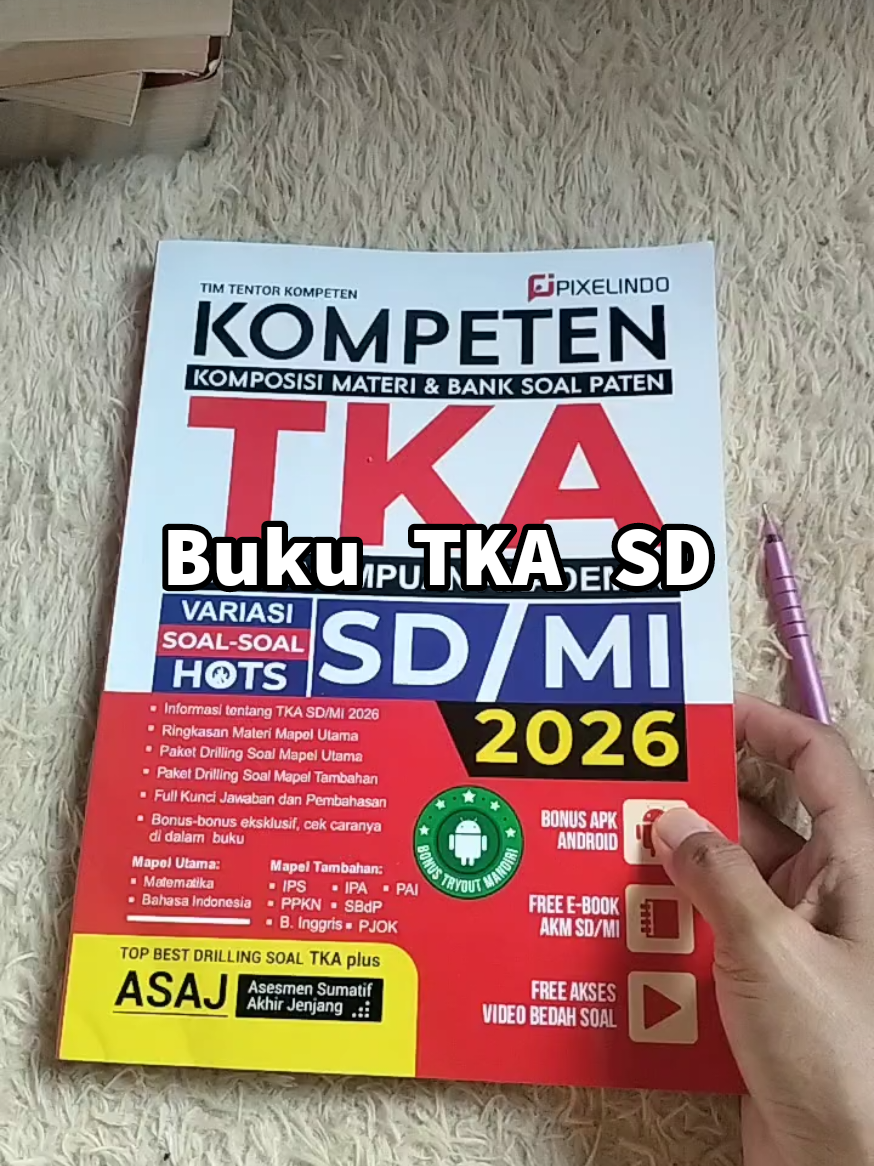 TIM TENTOR KOMPETEN
PIXELINDO
KOMPETEN
KOMPOSISI MATERI & BANK SOAL PATEN
TKA
Buku TKA SD
VARIASI
SOAL-SOAL
HOTS
SD/MI
2026
Informasi tentang TKA SD/MI 2026
Ringkasan Materi Mapel Utama
Paket Drilling Soal Mapel Utama
Paket Drilling Soal Mapel Tambahan
Full Kunci Jawaban dan Pembahasan
Bonus-bonus eksklusif, cek caranya
di dalam buku
Mapel Utama:
Matematika
Bahasa Indonesia
Mapel Tambahan:
IPS IPA PAI
PPKN SBdP
B. Inggris PJOK
BONUS TRYOUT MANDIRI
BONUS APK
ANDROID
FREE E-BOOK
AKM SD/MI
FREE AKSES
VIDEO BEDAH SOAL
TOP BEST DRILLING SOAL TKA plus
ASAJ
Asesmen Sumatif
Akhir Jenjang